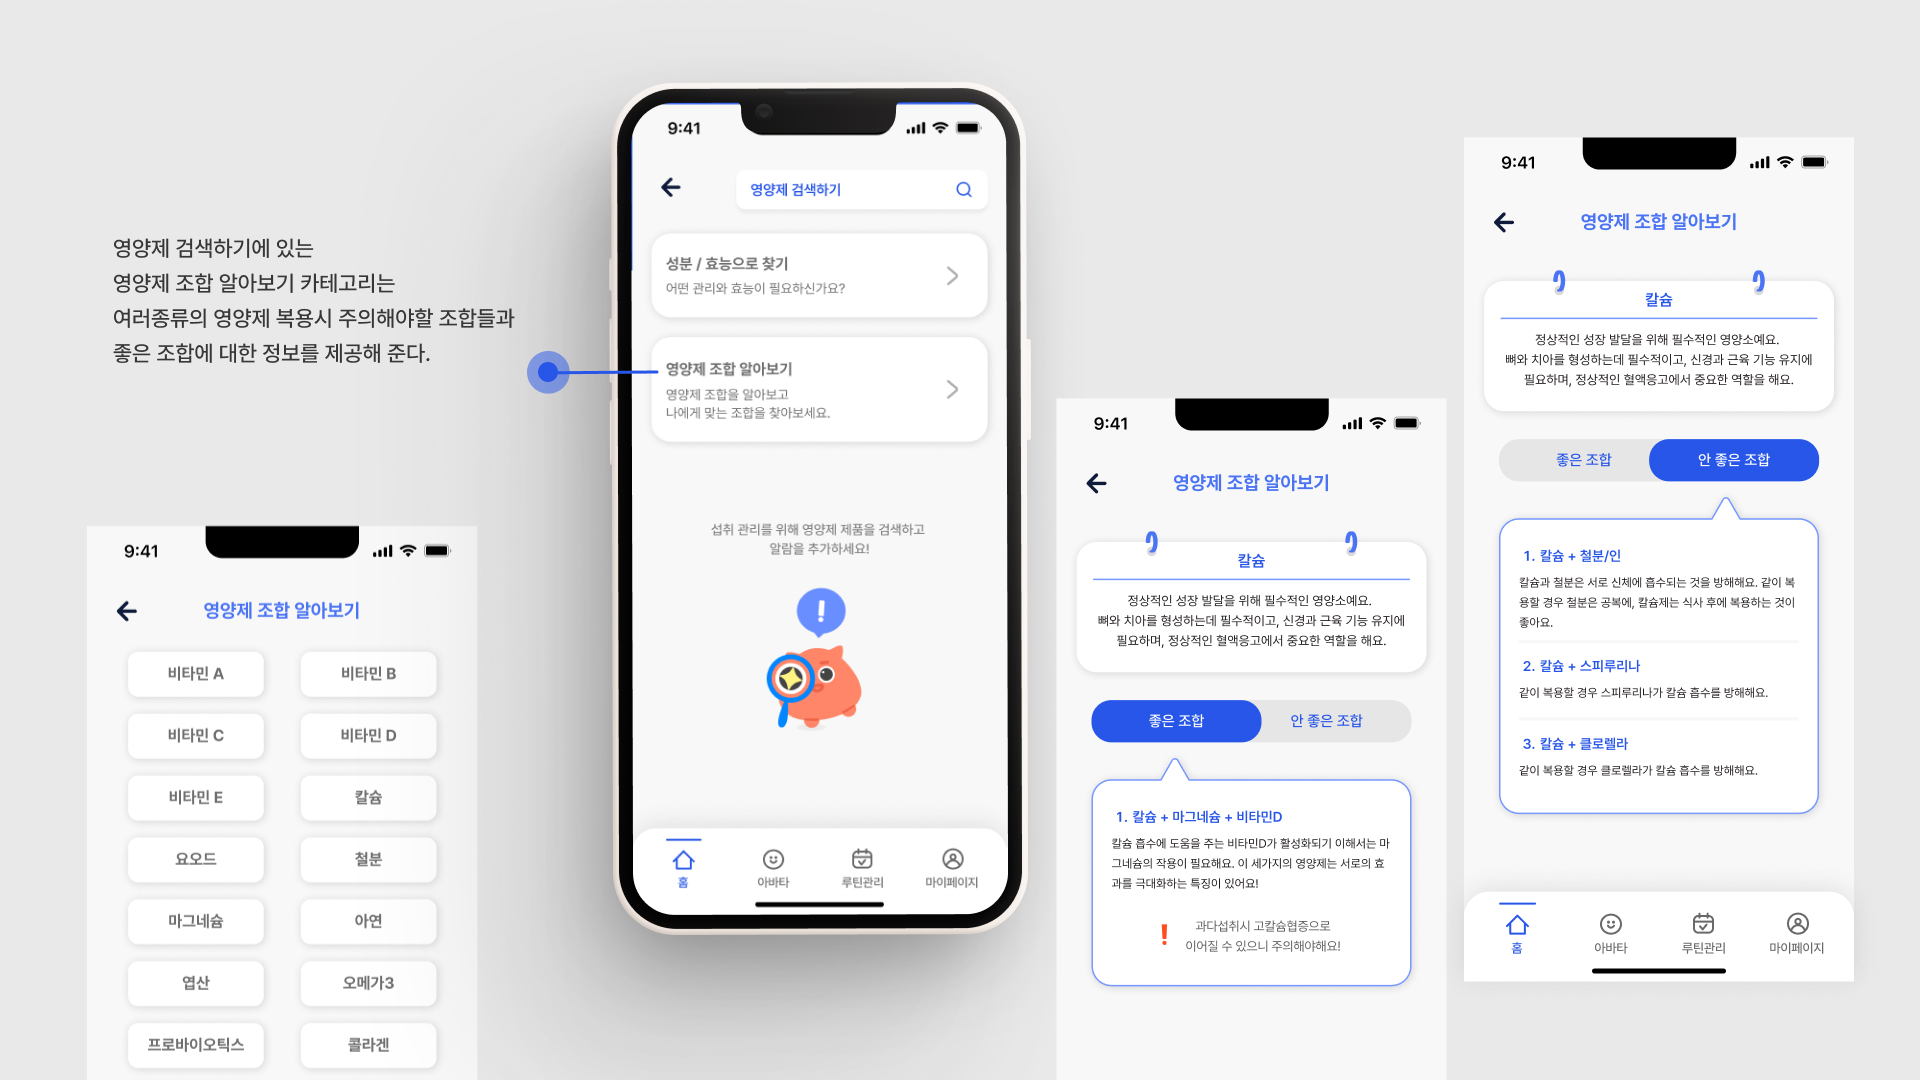 영양제 검색하기에 있는
영양제 조합 알아보기 카테고리는
여러종류의 영양제 복용시 주의해야할 조합들과
좋은 조합에 대한 정보를 제공해 준다.
9:41
영양제 조합 알아보기
비타민 A
비타민 B
비타민 C
비타민 D
비타민 E
칼슘
요오드
철분
마그네슘
아연
엽산
오메가3
프로바이오틱스
콜라겐
9:41
영양제 검색하기
성분 / 효능으로 찾기
어떤 관리와 효능이 필요하신가요?
영양제 조합 알아보기
영양제 조합을 알아보고
나에게 맞는 조합을 찾아보세요.
섭취 관리를 위해 영양제 제품을 검색하고
알람을 추가하세요!
!
홈
아바타
루틴관리
마이페이지
9:41
영양제 조합 알아보기
칼슘
정상적인 성장 발달을 위해 필수적인 영양소예요.
뼈와 치아를 형성하는데 필수적이고, 신경과 근육 기능 유지에
필요하며, 정상적인 혈액응고에서 중요한 역할을 해요.
좋은 조합
안 좋은 조합
1. 칼슘 + 마그네슘 + 비타민D
칼슘 흡수에 도움을 주는 비타민D가 활성화되기 이해서는 마
그네슘의 작용이 필요해요. 이 세가지의 영양제는 서로의 효
과를 극대화하는 특징이 있어요!
! 과다섭취시 고칼슘협증으로
이어질 수 있으니 주의해야해요!
9:41
영양제 조합 알아보기
칼슘
정상적인 성장 발달을 위해 필수적인 영양소예요.
뼈와 치아를 형성하는데 필수적이고, 신경과 근육 기능 유지에
필요하며, 정상적인 혈액응고에서 중요한 역할을 해요.
좋은 조합
안 좋은 조합
1. 칼슘 + 철분/인
칼슘과 철분은 서로 신체에 흡수되는 것을 방해해요. 같이 복
용할 경우 철분은 공복에, 칼슘제는 식사 후에 복용하는 것이
좋아요.
2. 칼슘 + 스피루리나
같이 복용할 경우 스피루리나가 칼슘 흡수를 방해해요.
3. 칼슘 + 클로렐라
같이 복용할 경우 클로렐라가 칼슘 흡수를 방해해요.
홈
아바타
루틴관리
마이페이지